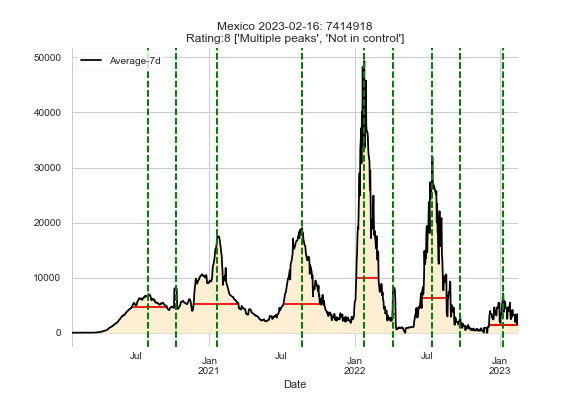 Mexico 2023-02-16: 7414918
Rating:8 ['Multiple peaks', 'Not in control']
50000
Average-7d
40000
30000
20000
10000
0
Jul
Jan
2021
Jul
Jan
2022
Jul
Jan
2023
Date